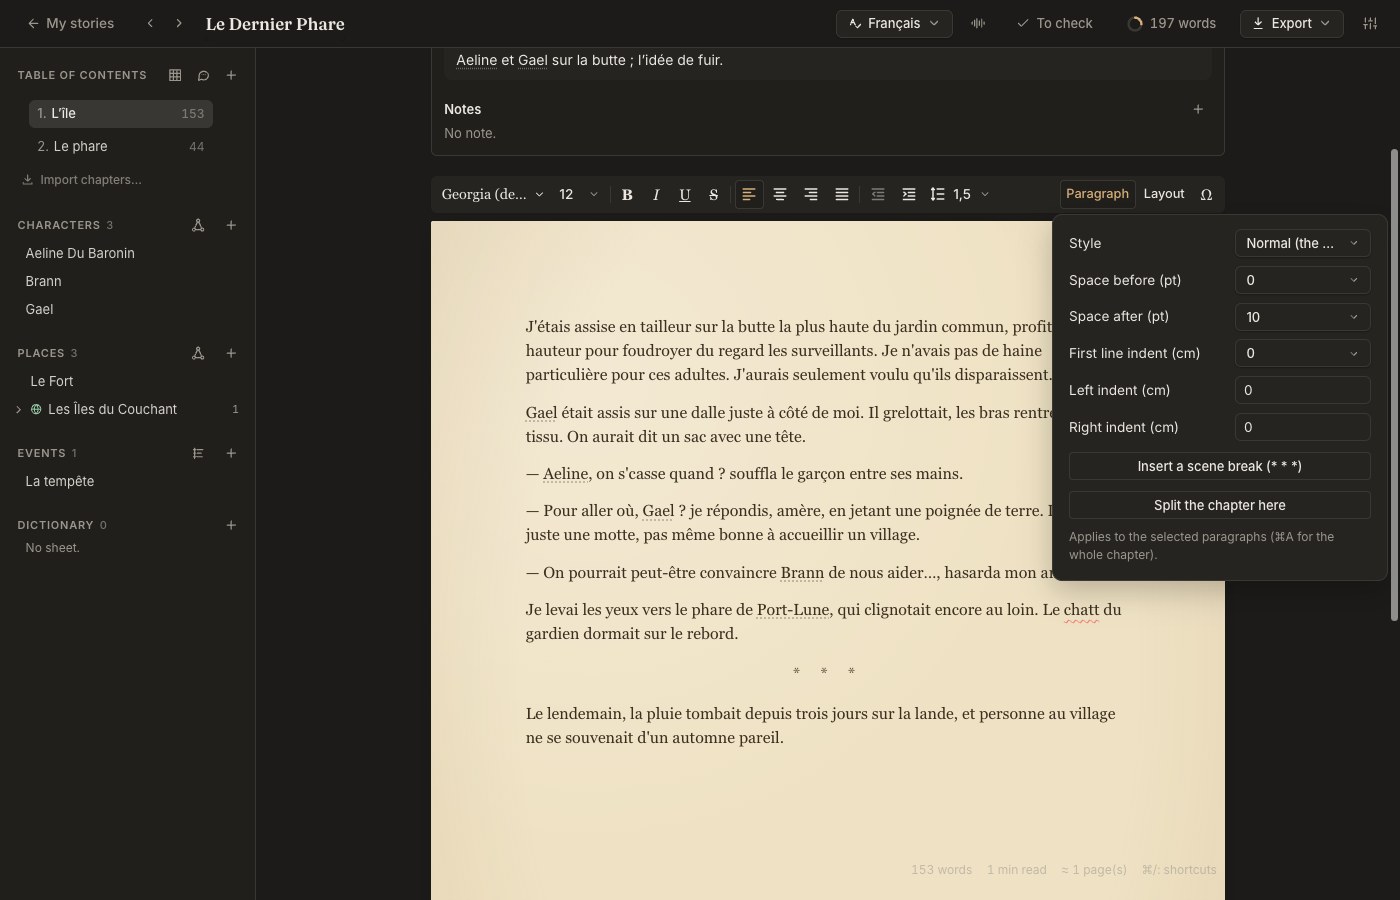 My stories
Le Dernier Phare
Français
To check
197 words
Export
TABLE OF CONTENTS
1. L'île 153
2. Le phare 44
Import chapters...
CHARACTERS 3
Aeline Du Baronin
Brann
Gael
PLACES 3
Le Fort
Les Îles du Couchant 1
EVENTS 1
La tempête
DICTIONARY 0
No sheet.
Aeline et Gael sur la butte ; l'idée de fuir.
Notes
No note.
Georgia (de... 12 B I U S 1,5 Paragraph Layout Ω
J'étais assise en tailleur sur la butte la plus haute du jardin commun, profit
hauteur pour foudroyer du regard les surveillants. Je n'avais pas de haine
particulière pour ces adultes. J'aurais seulement voulu qu'ils disparaissent.
Gael était assis sur une dalle juste à côté de moi. Il grelottait, les bras rentr
tissu. On aurait dit un sac avec une tête.
— Aeline, on s'casse quand ? souffla le garçon entre ses mains.
— Pour aller où, Gael ? je répondis, amère, en jetant une poignée de terre.
juste une motte, pas même bonne à accueillir un village.
— On pourrait peut-être convaincre Brann de nous aider..., hasarda mon
Je levai les yeux vers le phare de Port-Lune, qui clignotait encore au loin. Le chatt du
gardien dormait sur le rebord.
* * *
Le lendemain, la pluie tombait depuis trois jours sur la lande, et personne au village
ne se souvenait d'un automne pareil.
153 words 1 min read ≈ 1 page(s) ⌘/: shortcuts
Style Normal (the ...
Space before (pt) 0
Space after (pt) 10
First line indent (cm) 0
Left indent (cm) 0
Right indent (cm) 0
Insert a scene break (* * *)
Split the chapter here
Applies to the selected paragraphs (⌘A for the
whole chapter).